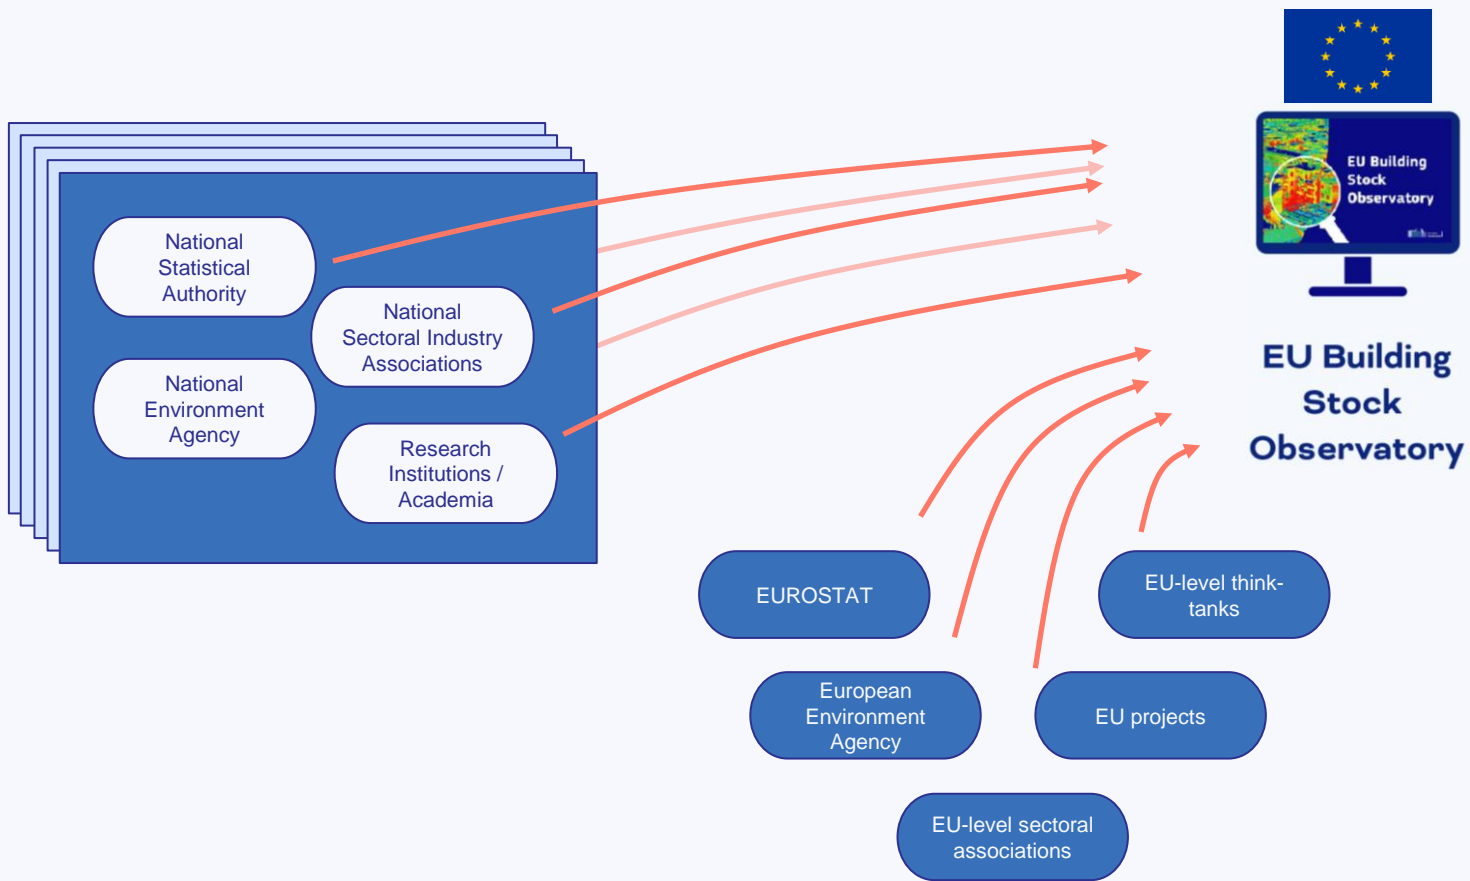 National
Statistical
Authority
National
Sectoral Industry
Associations
National
Environment
Agency
Research
Institutions /
Academia
EU Building
Stock
Observatory
EU Building
Stock
Observatory
EUROSTAT
EU-level think-
tanks
European
Environment
Agency
EU projects
EU-level sectoral
associations